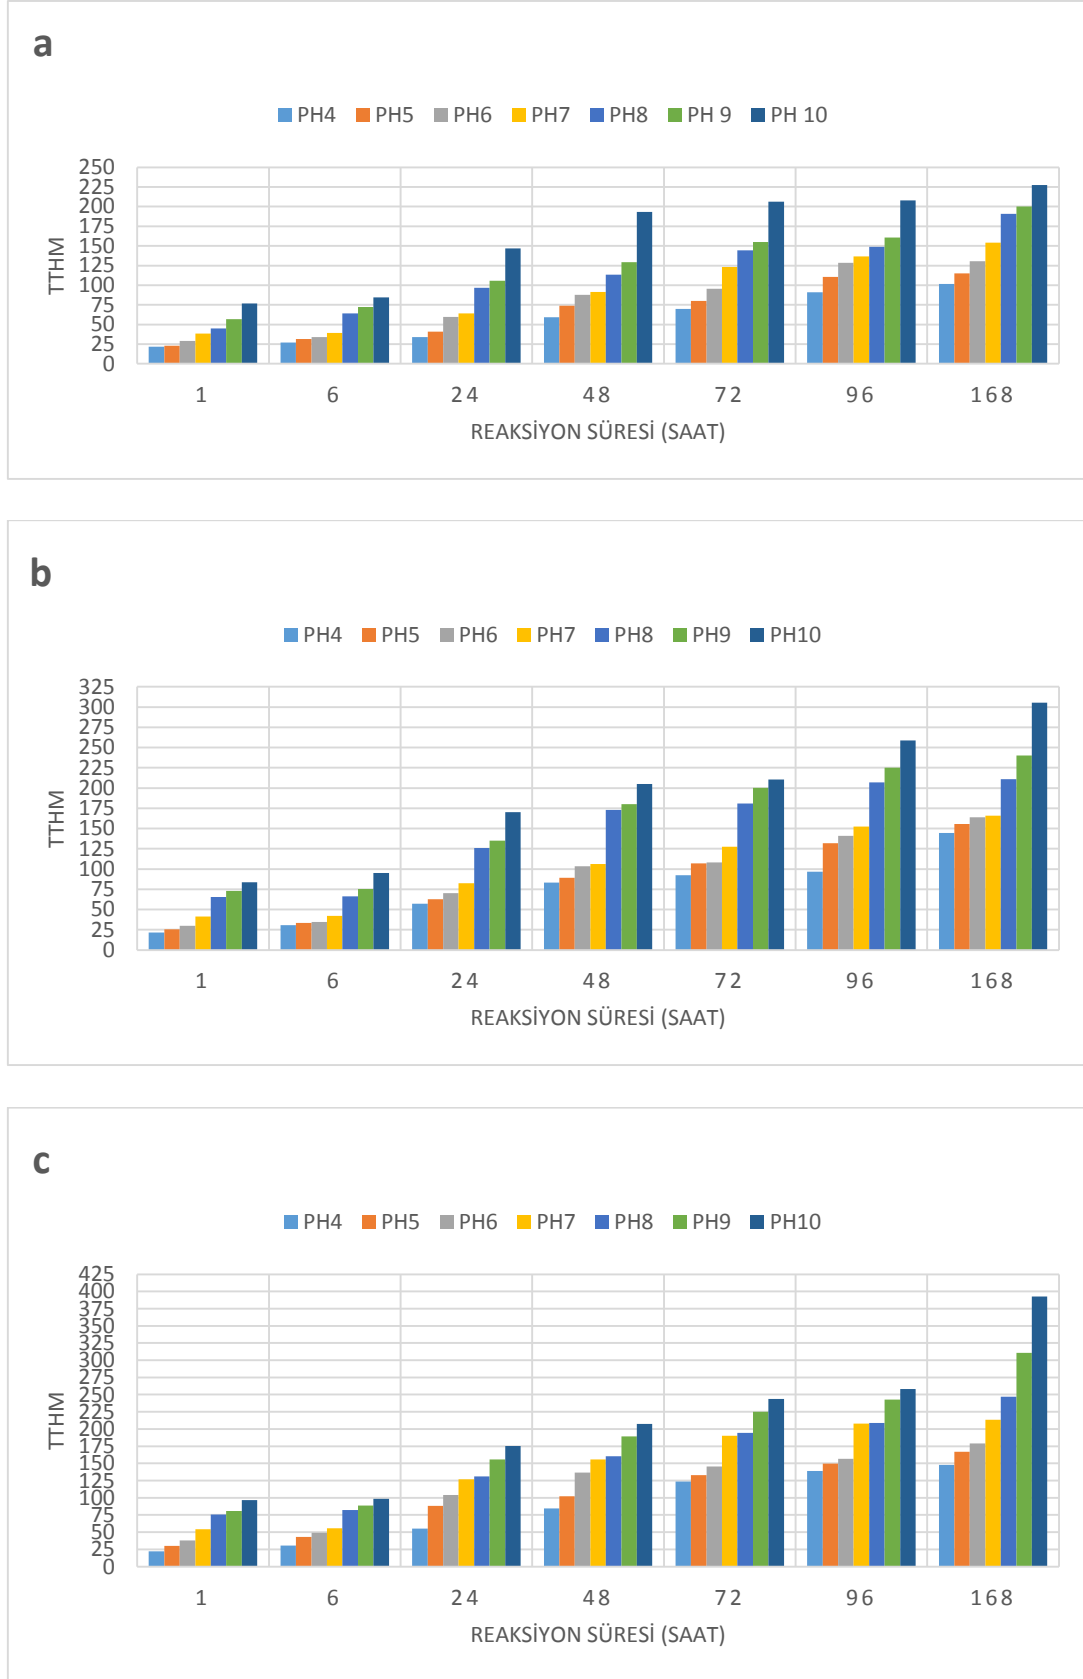 a
PH4 PH5 PH6 PH7 PH8 PH 9 PH 10
250
225
200
175
150
125
100
75
50
25
0
TTHM
1 6 24 48 72 96 168
REAKSİYON SÜRESİ (SAAT)
b
PH4 PH5 PH6 PH7 PH8 PH9 PH10
325
300
275
250
225
200
175
150
125
100
75
50
25
0
TTHM
1 6 24 48 72 96 168
REAKSİYON SÜRESİ (SAAT)
c
PH4 PH5 PH6 PH7 PH8 PH9 PH10
425
400
375
350
325
300
275
250
225
200
175
150
125
100
75
50
25
0
TTHM
1 6 24 48 72 96 168
REAKSİYON SÜRESİ (SAAT)